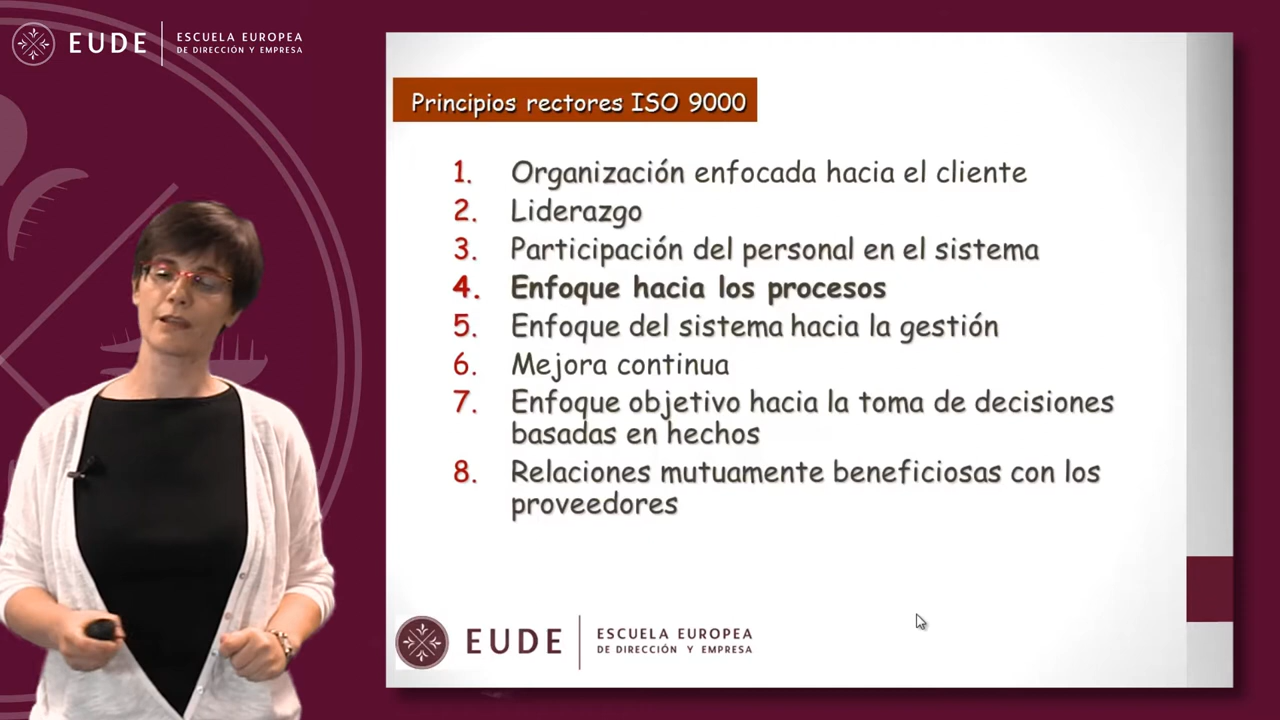 EUDE
ESCUELA EUROPEA
DE DIRECCIÓN Y EMPRESA
Principios rectores ISO 9000
1. Organización enfocada hacia el cliente
2. Liderazgo
3. Participación del personal en el sistema
4. Enfoque hacia los procesos
5. Enfoque del sistema hacia la gestión
6. Mejora continua
7. Enfoque objetivo hacia la toma de decisiones
basadas en hechos
8. Relaciones mutuamente beneficiosas con los
proveedores
EUDE
ESCUELA EUROPEA
DE DIRECCIÓN Y EMPRESA